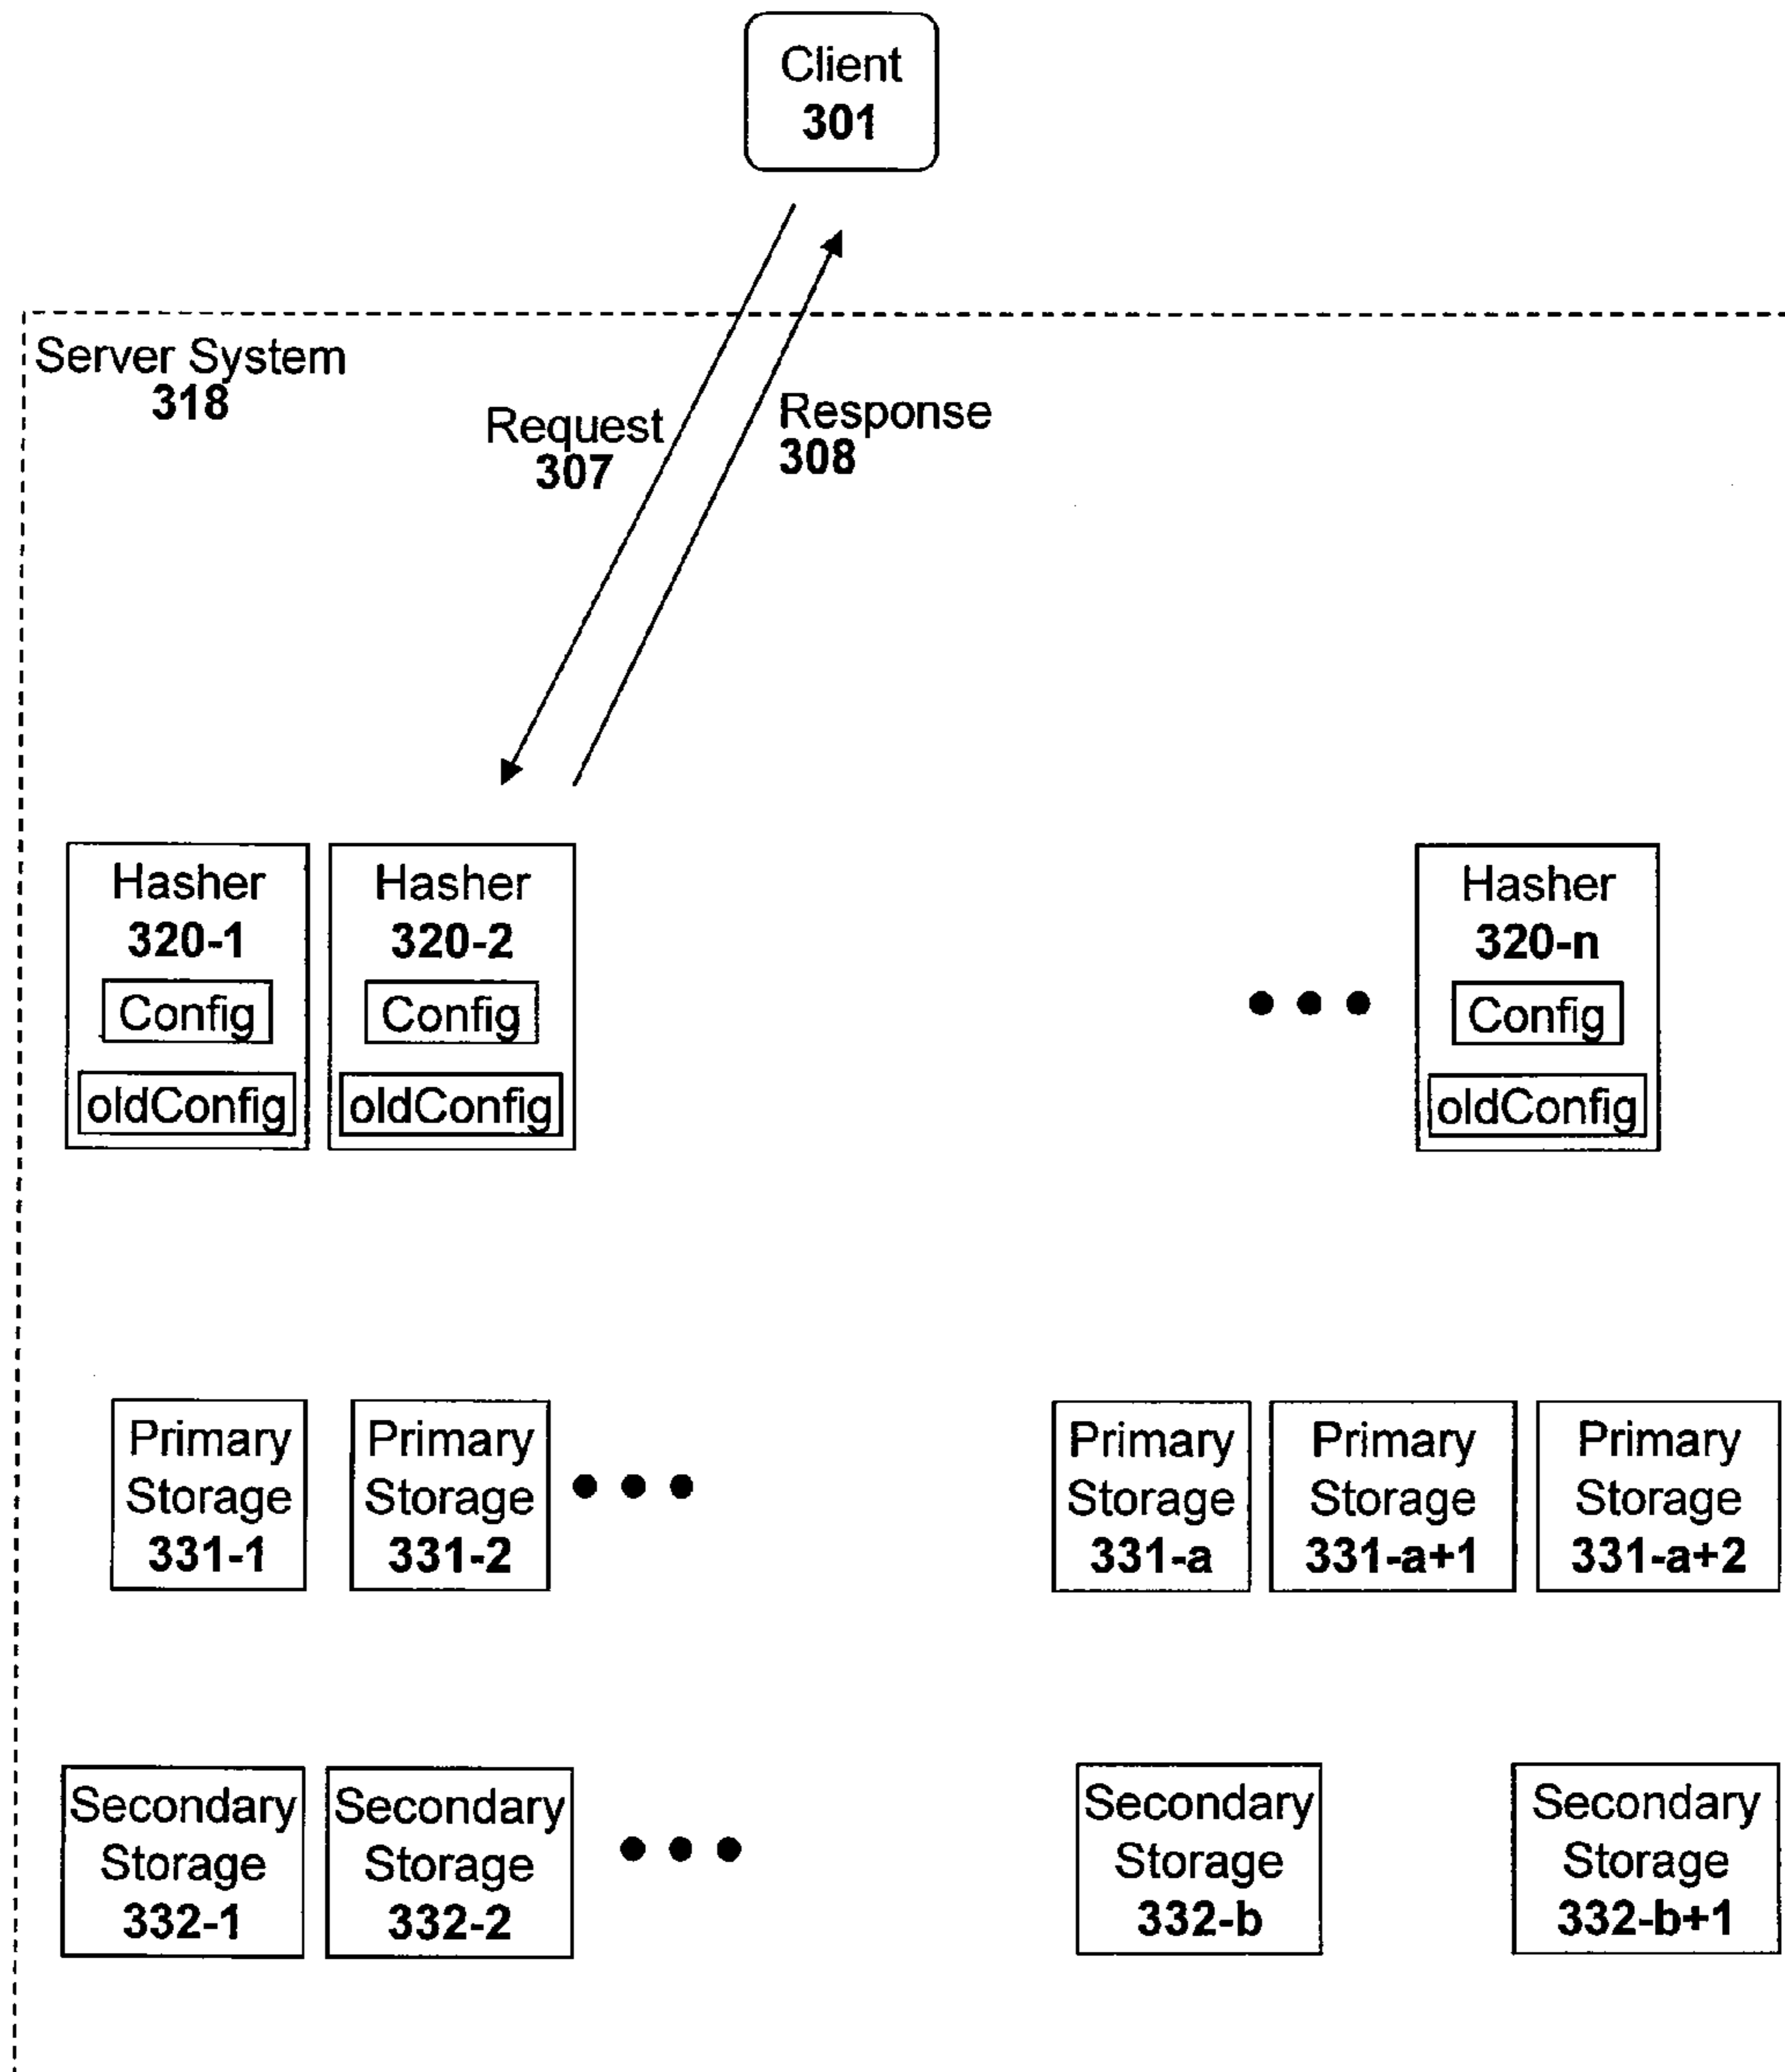 Client
301
Server System
318
Request
307
Response
308
Hasher
320-1
Config
oldConfig
Hasher
320-2
Config
oldConfig
Hasher
320-n
Config
oldConfig
Primary
Storage
331-1
Primary
Storage
331-2
Primary
Storage
331-a
Primary
Storage
331-a+1
Primary
Storage
331-a+2
Secondary
Storage
332-1
Secondary
Storage
332-2
Secondary
Storage
332-b
Secondary
Storage
332-b+1